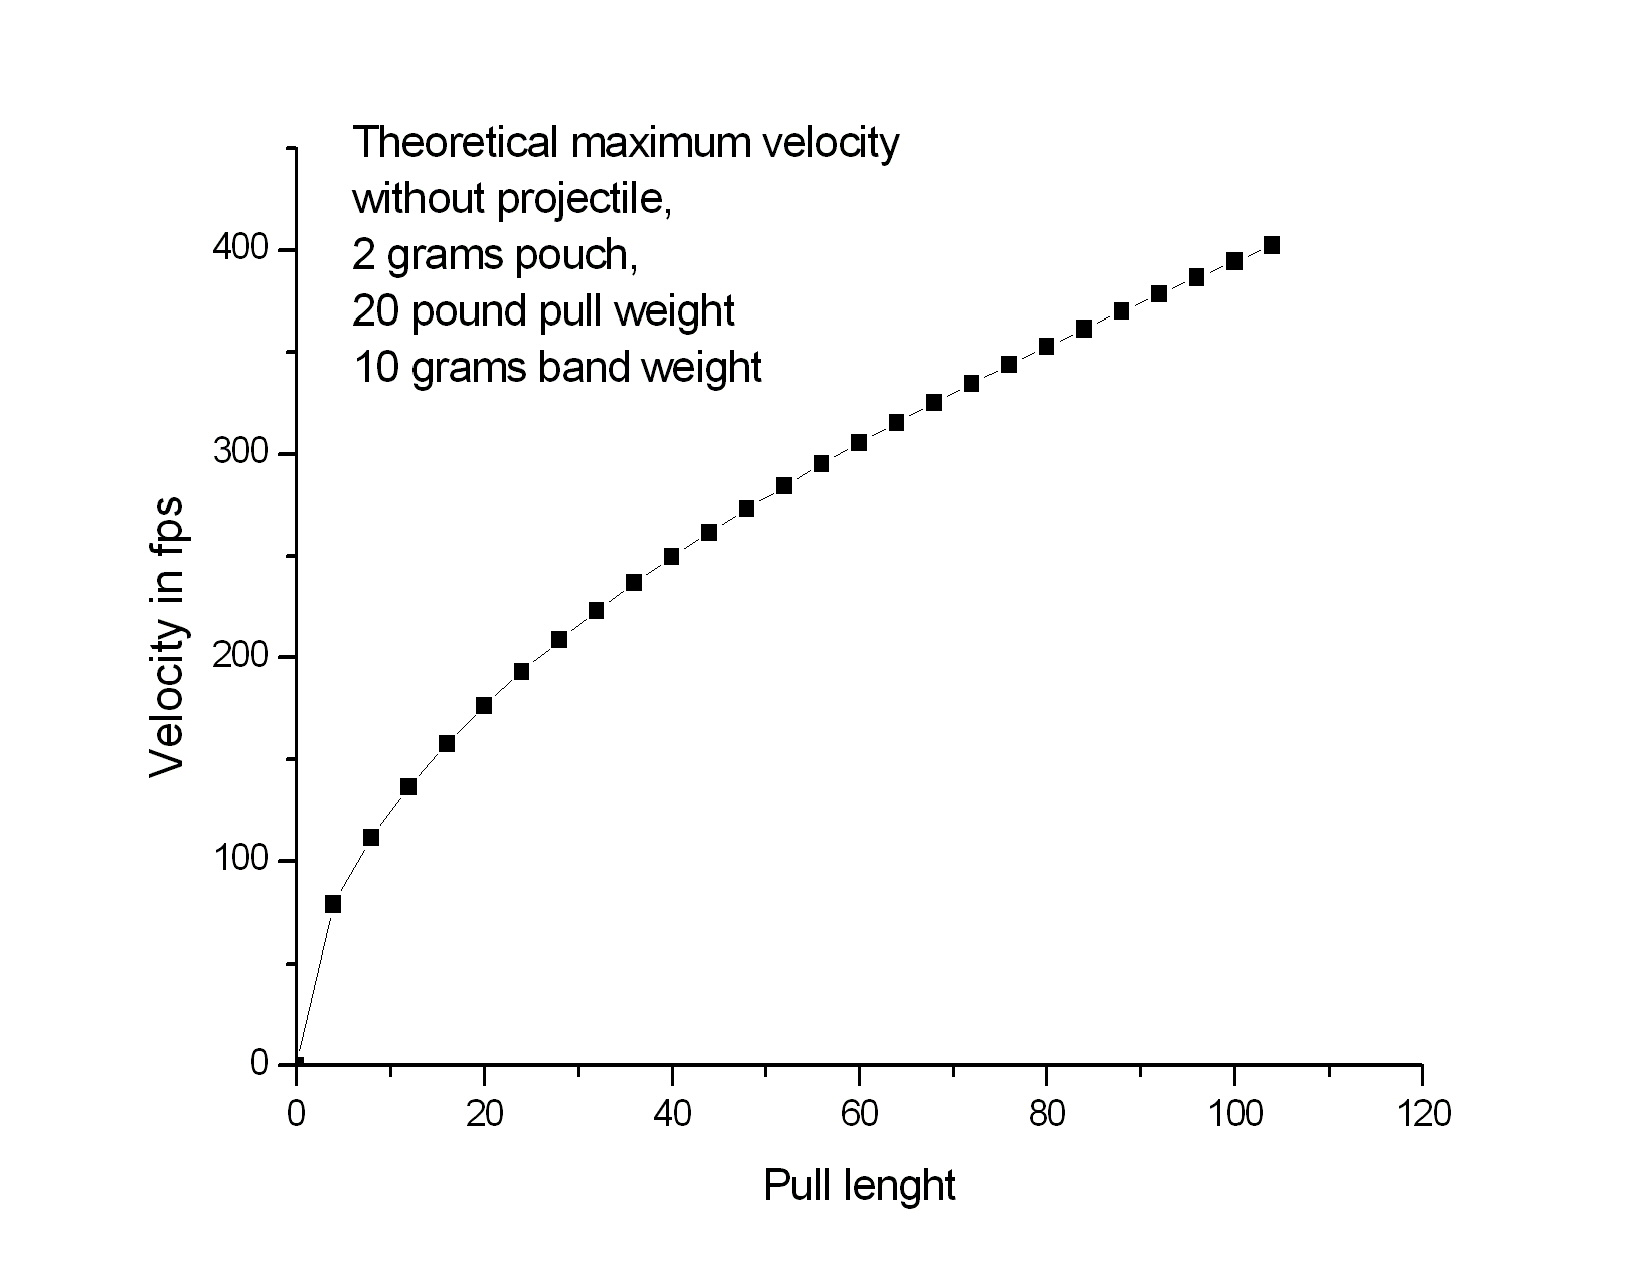 Theoretical maximum velocity
without projectile,
2 grams pouch,
20 pound pull weight
10 grams band weight
400
300
200
100
0
Velocity in fps
0 20 40 60 80 100 120
Pull lenght